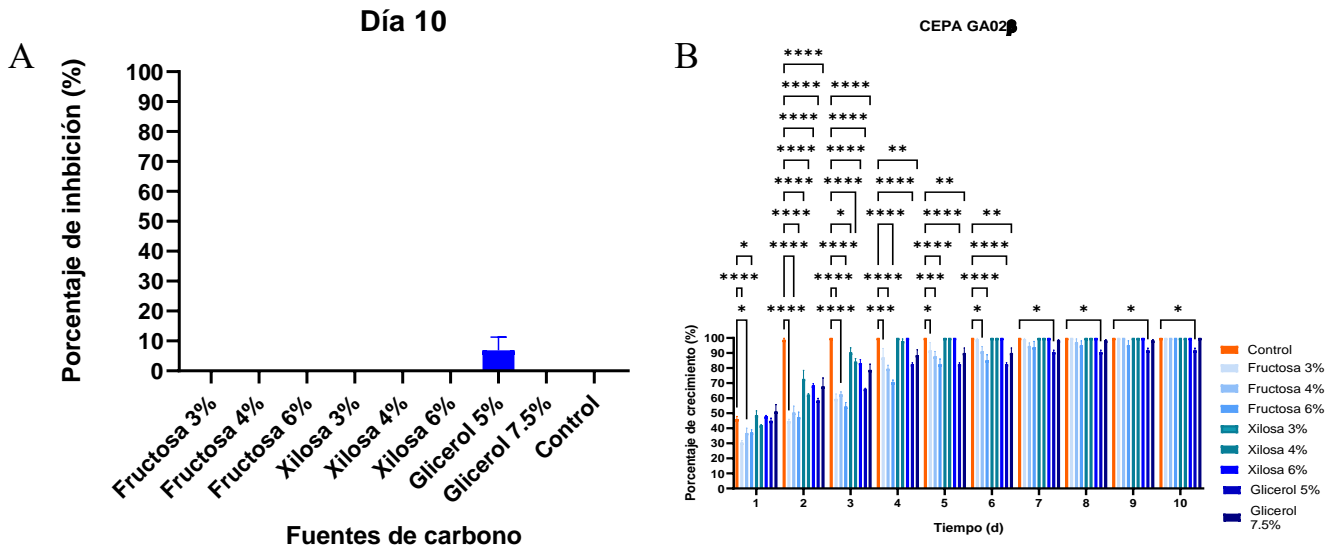 A
Día 10
Porcentaje de inhbición (%)
100
90
80
70
60
50
40
30
20
10
0
Fructosa 3%
Fructosa 4%
Fructosa 6%
Xilosa 3%
Xilosa 4%
Xilosa 6%
Glicerol 5%
Glicerol 7.5%
Control
Fuentes de carbono
B
CEPA GA02β
****
**** ****
**** ****
**** **** **
**** **** **** **
**** * **** **** **
* **** **** **** ****
**** **** **** **** *** ****
* **** **** *** * * * * * *
Porcentaje de crecimiento (%)
100
90
80
70
60
50
40
30
20
10
0
1 2 3 4 5 6 7 8 9 10
Tiempo (d)
Control
Fructosa 3%
Fructosa 4%
Fructosa 6%
Xilosa 3%
Xilosa 4%
Xilosa 6%
Glicerol 5%
Glicerol
7.5%